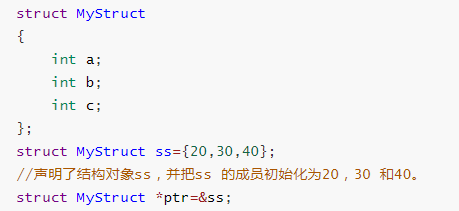 struct MyStruct
{
    int a;
    int b;
    int c;
};
struct MyStruct ss={20,30,40};
//声明了结构对象ss，并把ss 的成员初始化为20，30 和40。
struct MyStruct *ptr=&ss;